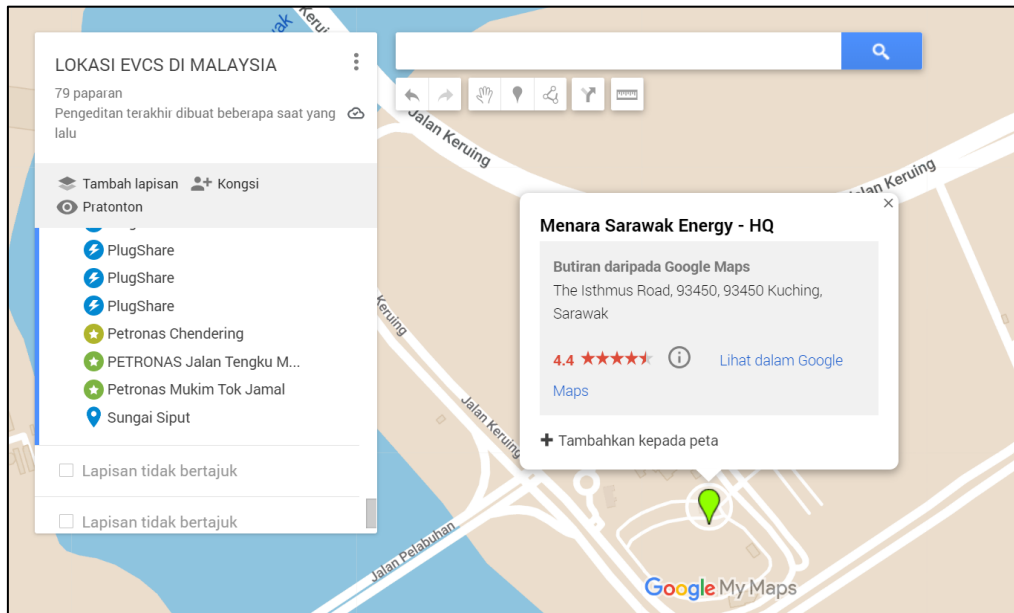 LOKASI EVCS DI MALAYSIA
79 paparan
Pengeditan terakhir dibuat beberapa saat yang
lalu
Tambah lapisan
Kongsi
Pratonton
PlugShare
PlugShare
PlugShare
Petronas Chendering
PETRONAS Jalan Tengku M...
Petronas Mukim Tok Jamal
Sungai Siput
Lapisan tidak bertajuk
Lapisan tidak bertajuk
Jalan Keruing
Jalan Keruing
Menara Sarawak Energy - HQ
Butiran daripada Google Maps
The Isthmus Road, 93450, 93450 Kuching,
Sarawak
4.4
Lihat dalam Google
Maps
Tambahkan kepada peta
Keruing
Jalan Keruing
Jalan Pelabuhan
Google My Maps